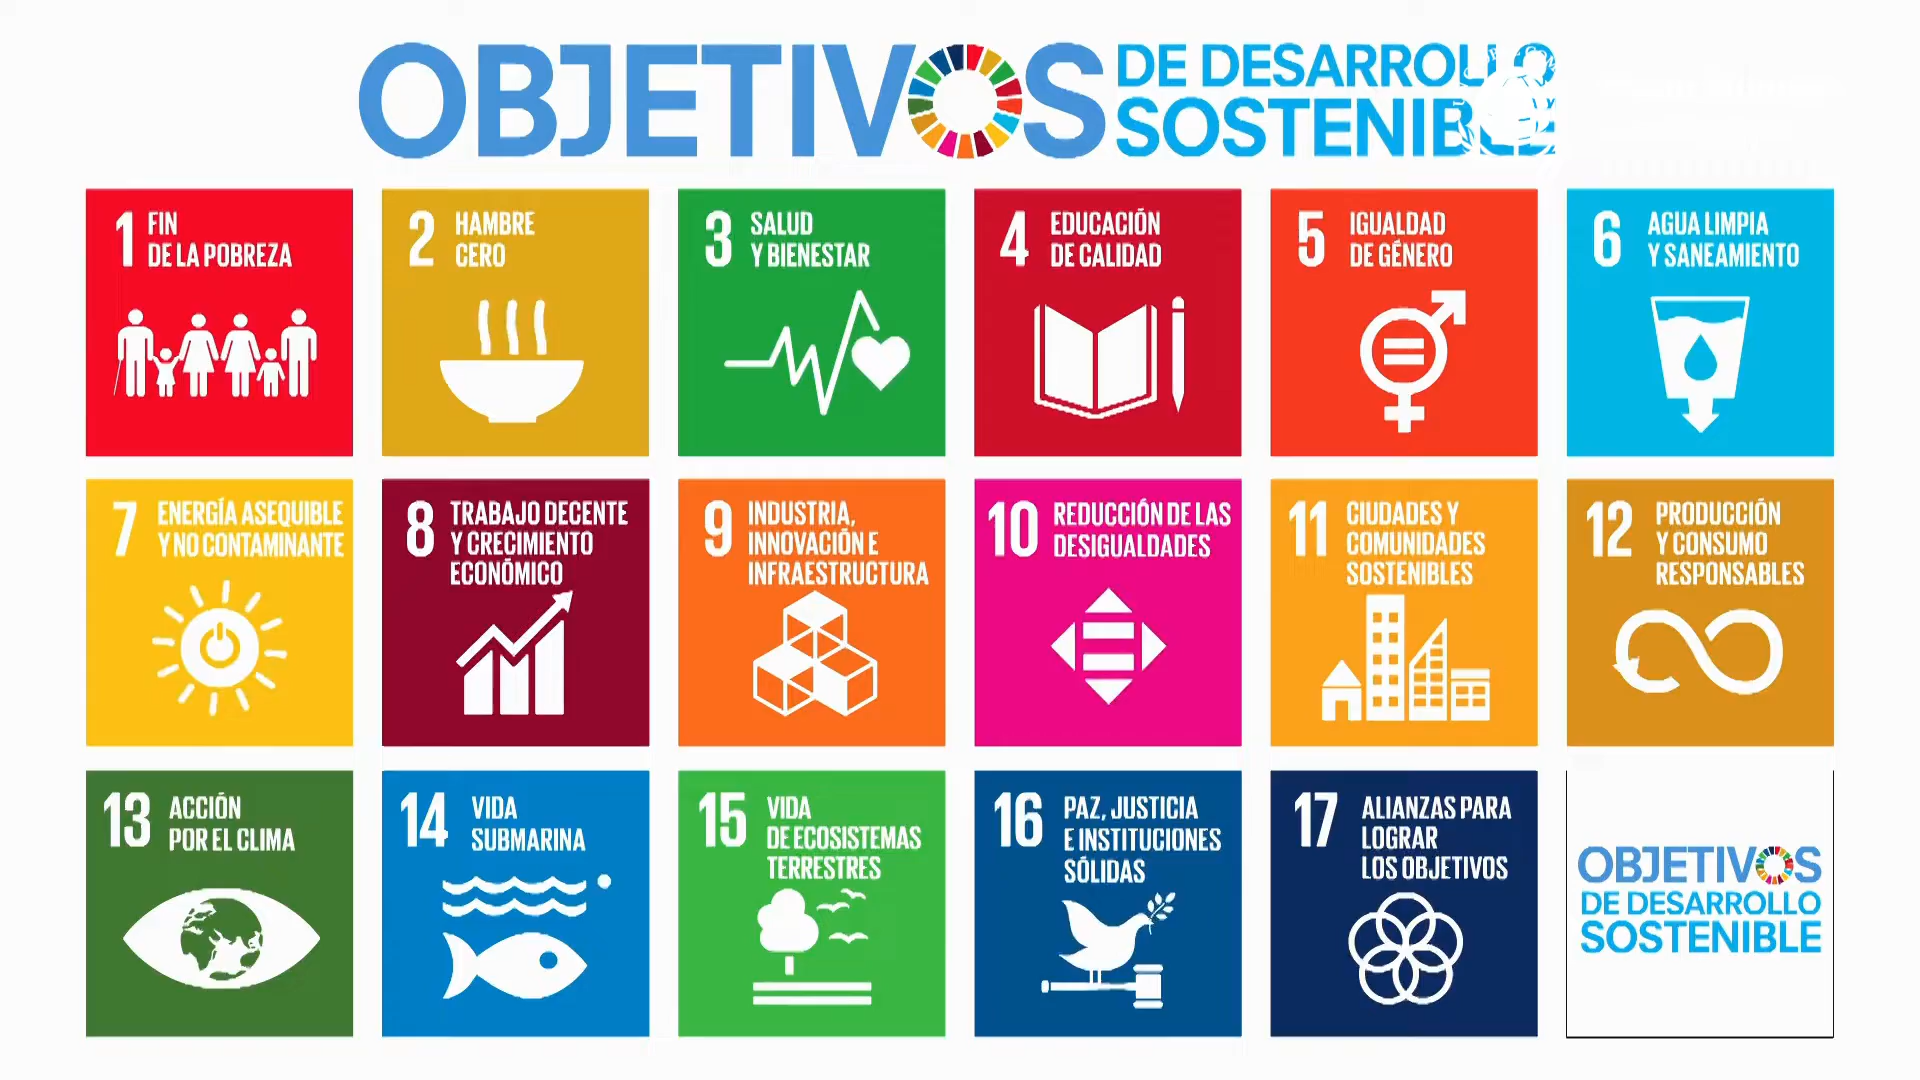 OBJETIVOS
DE DESARROLLO
SOSTENIBLE
1 FIN
DE LA POBREZA
2 HAMBRE
CERO
3 SALUD
Y BIENESTAR
4 EDUCACIÓN
DE CALIDAD
5 IGUALDAD
DE GÉNERO
6 AGUA LIMPIA
Y SANEAMIENTO
7 ENERGÍA ASEQUIBLE
Y NO CONTAMINANTE
8 TRABAJO DECENTE
Y CRECIMIENTO
ECONÓMICO
9 INDUSTRIA,
INNOVACIÓN E
INFRAESTRUCTURA
10 REDUCCIÓN DE LAS
DESIGUALDADES
11 CIUDADES Y
COMUNIDADES
SOSTENIBLES
12 PRODUCCIÓN
Y CONSUMO
RESPONSABLES
13 ACCIÓN
POR EL CLIMA
14 VIDA
SUBMARINA
15 VIDA
DE ECOSISTEMAS
TERRESTRES
16 PAZ, JUSTICIA
E INSTITUCIONES
SÓLIDAS
17 ALIANZAS PARA
LOGRAR
LOS OBJETIVOS
OBJETIVOS
DE DESARROLLO
SOSTENIBLE